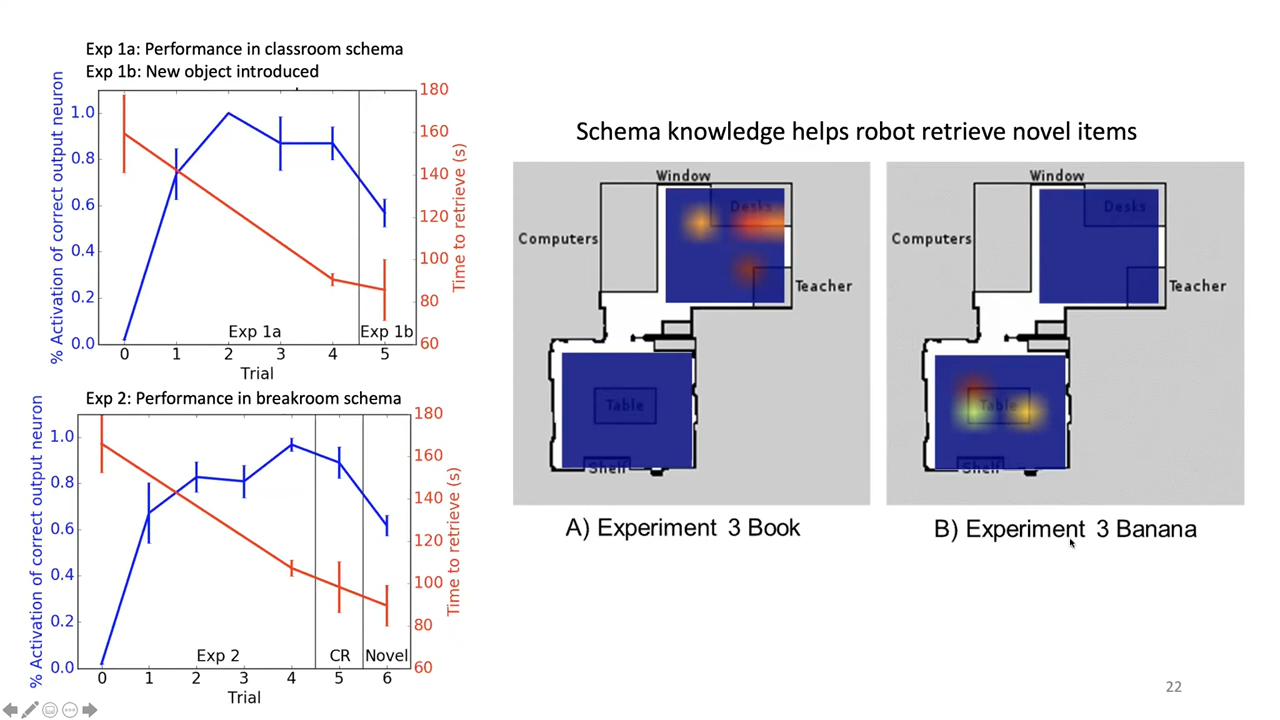 Exp 1a: Performance in classroom schema
Exp 1b: New object introduced
% Activation of correct output neuron
1.0
0.8
0.6
0.4
0.2
0.0
180
160
140
120
100
80
60
Time to retrieve (s)
Exp 1a
Exp 1b
0 1 2 3 4 5
Trial
Exp 2: Performance in breakroom schema
% Activation of correct output neuron
1.0
0.8
0.6
0.4
0.2
0.0
180
160
140
120
100
80
60
Time to retrieve (s)
Exp 2
CR
Novel
0 1 2 3 4 5 6
Trial
Schema knowledge helps robot retrieve novel items
Window
Desks
Computers
Teacher
Table
Shelf
A) Experiment 3 Book
Window
Desks
Computers
Teacher
Table
Shelf
B) Experiment 3 Banana
22